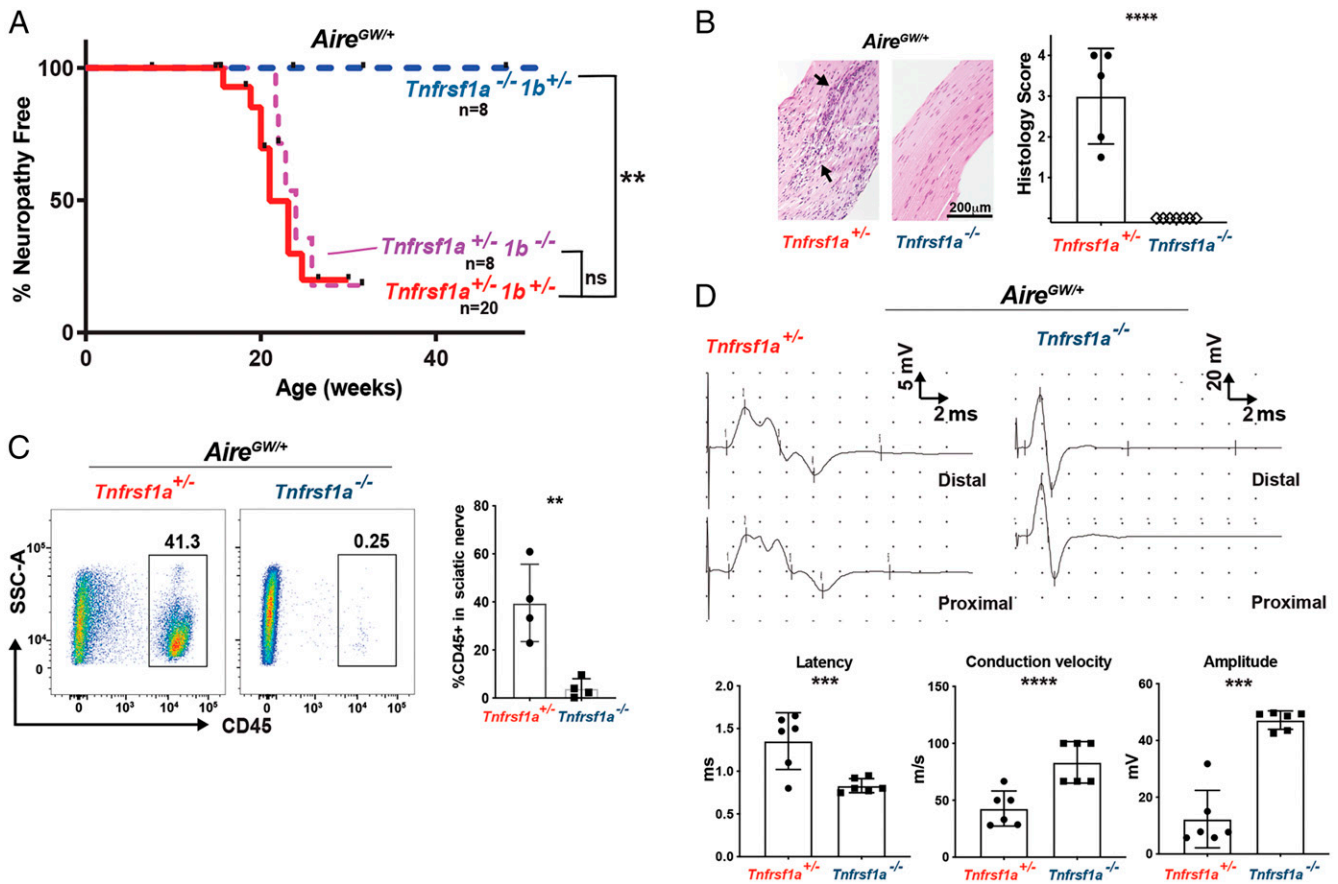 A
Aire^GW/+
% Neuropathy Free
100
50
0
0 20 40
Age (weeks)
Tnfrsf1a^-/- 1b^+/-
n=8
**
Tnfrsf1a^+/- 1b^-/-
n=8
ns
Tnfrsf1a^+/- 1b^+/-
n=20
B
Aire^GW/+
200µm
Tnfrsf1a^+/- Tnfrsf1a^-/-
****
Histology Score
4
3
2
1
Tnfrsf1a^+/- Tnfrsf1a^-/-
C
Aire^GW/+
Tnfrsf1a^+/- Tnfrsf1a^-/-
41.3 0.25
SSC-A
10^5
10^4
0
0 10^3 10^4 10^5 0 10^3 10^4 10^5
CD45
**
%CD45+ in sciatic nerve
80
60
40
20
0
Tnfrsf1a^+/- Tnfrsf1a^-/-
D
Aire^GW/+
Tnfrsf1a^+/- Tnfrsf1a^-/-
5 mV
2 ms
20 mV
2 ms
Distal Distal
Proximal Proximal
Latency
***
ms
2.0
1.5
1.0
0.5
0.0
Tnfrsf1a^+/- Tnfrsf1a^-/-
Conduction velocity
****
m/s
150
100
50
0
Tnfrsf1a^+/- Tnfrsf1a^-/-
Amplitude
***
mV
60
40
20
0
Tnfrsf1a^+/- Tnfrsf1a^-/-